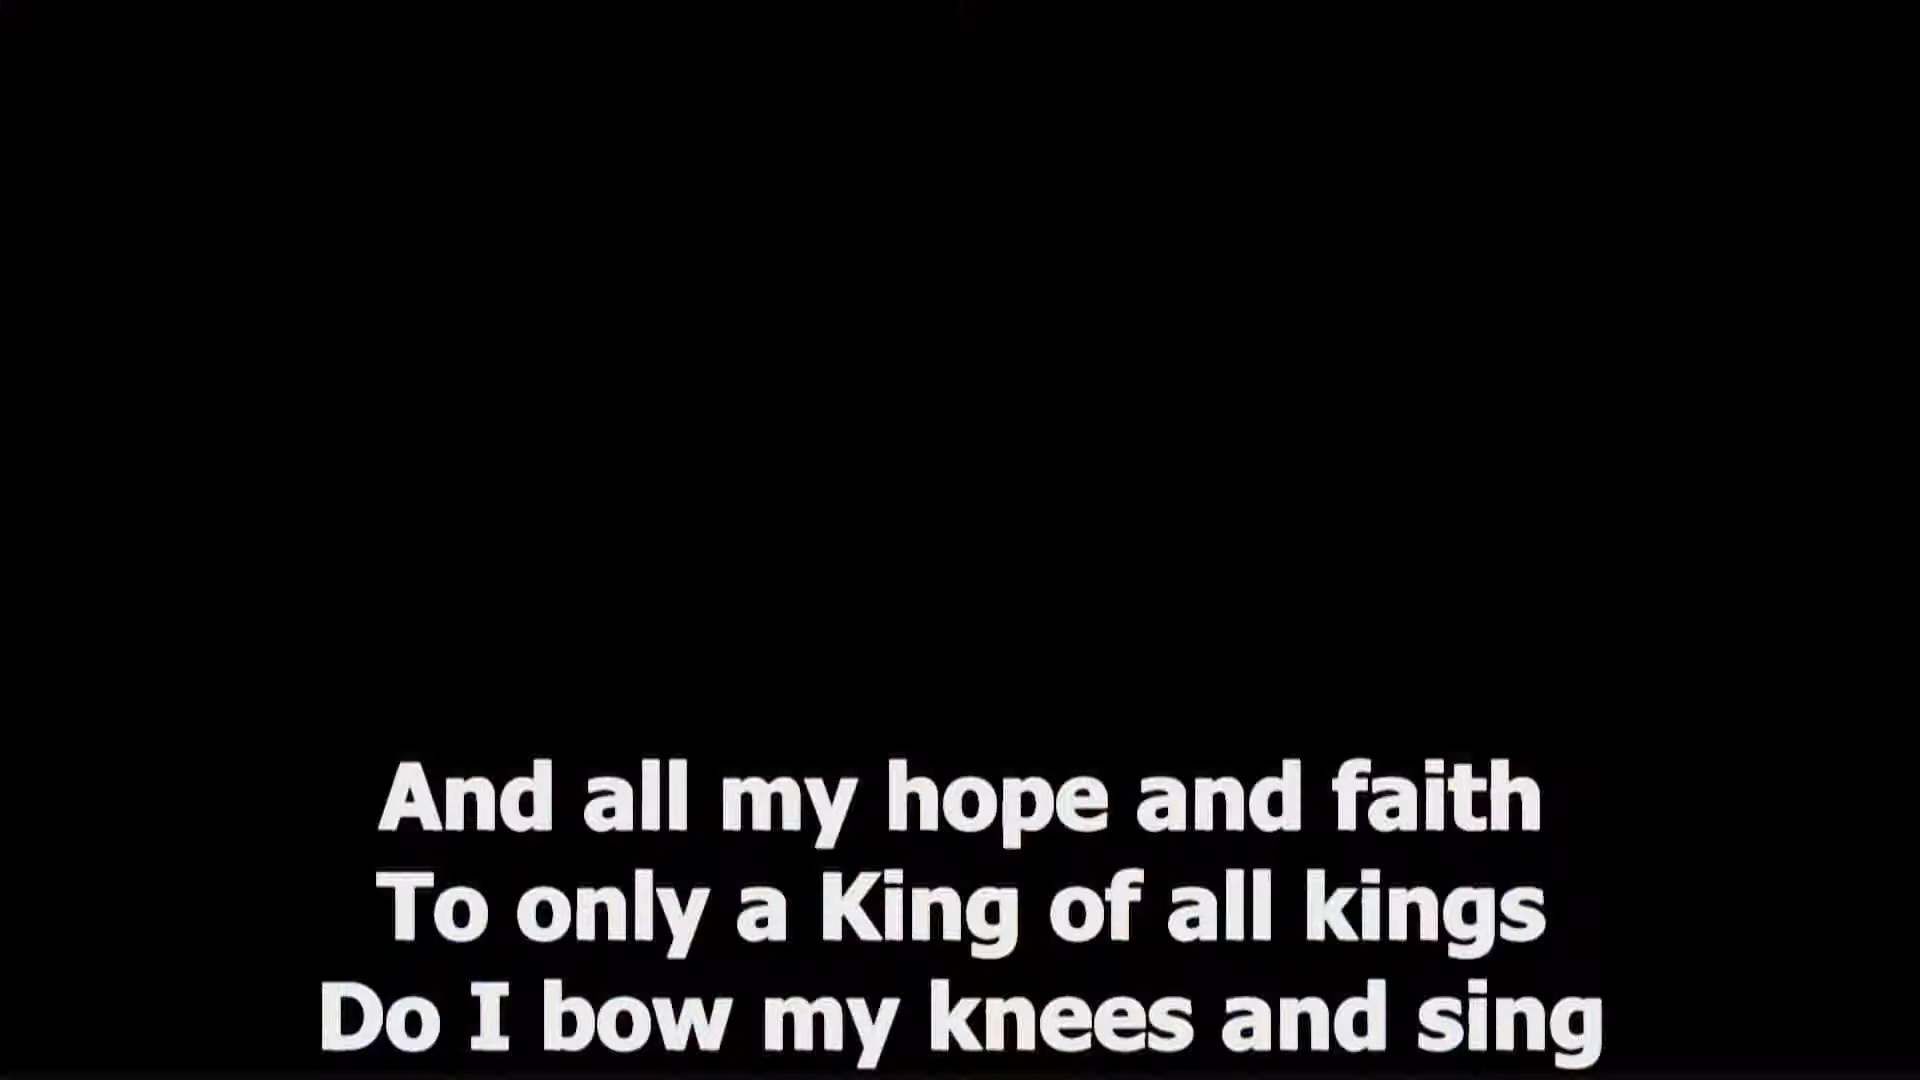 And all my hope and faith
To only a King of all kings
Do I bow my knees and sing